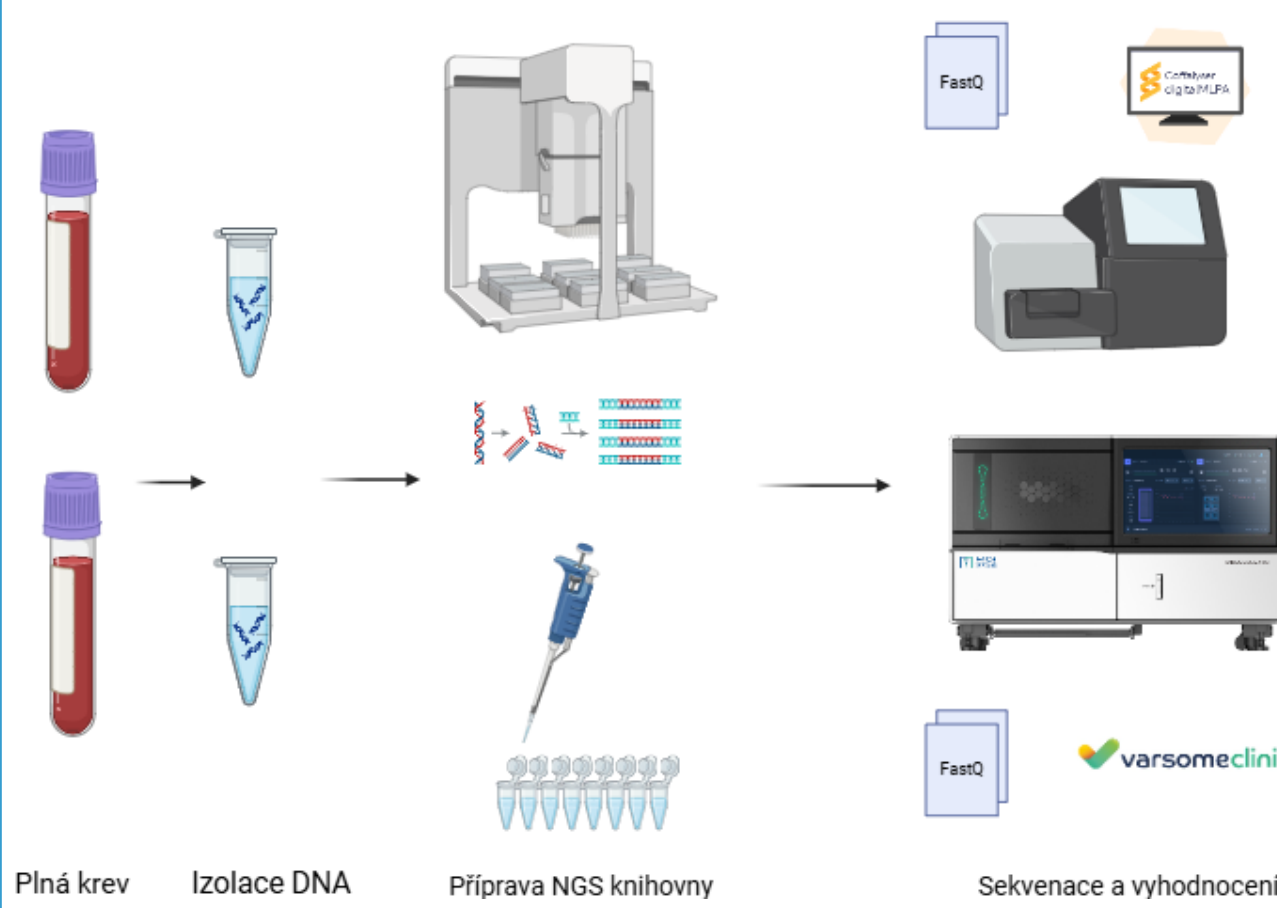 FastQ
Coffalyser
digitalMLPA
FastQ
varsomeclini
Plná krev
Izolace DNA
Příprava NGS knihovny
Sekvenace a vyhodnocení